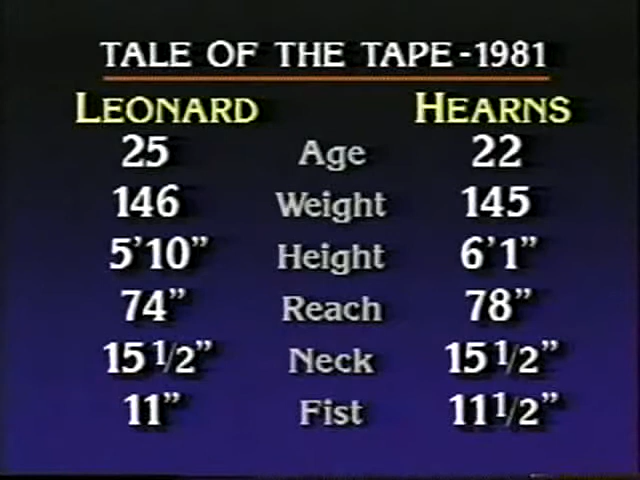 TALE OF THE TAPE - 1981
LEONARD HEARNS
25 Age 22
146 Weight 145
5'10" Height 6'1"
74" Reach 78"
15 1/2" Neck 15 1/2"
11" Fist 11 1/2"